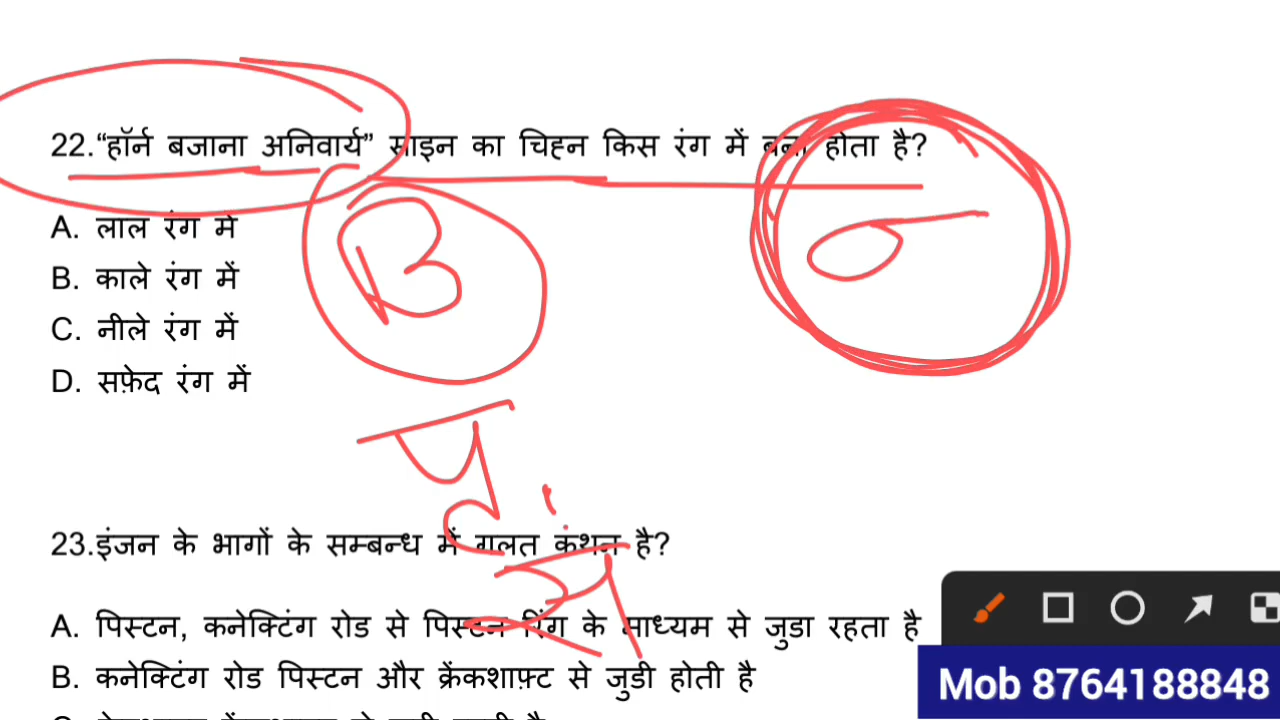 22.“हॉर्न बजाना अनिवार्य” साइन का चिह्न किस रंग में बना होता है?
A. लाल रंग में
B. काले रंग में
C. नीले रंग में
D. सफ़ेद रंग में
B
23.इंजन के भागों के सम्बन्ध में गलत कंथन है?
A. पिस्टन, कनेक्टिंग रोड से पिस्टन रिंग के माध्यम से जुडा रहता है
B. कनेक्टिंग रोड पिस्टन और क्रेंकशाफ़्ट से जुडी होती है
Mob 8764188848